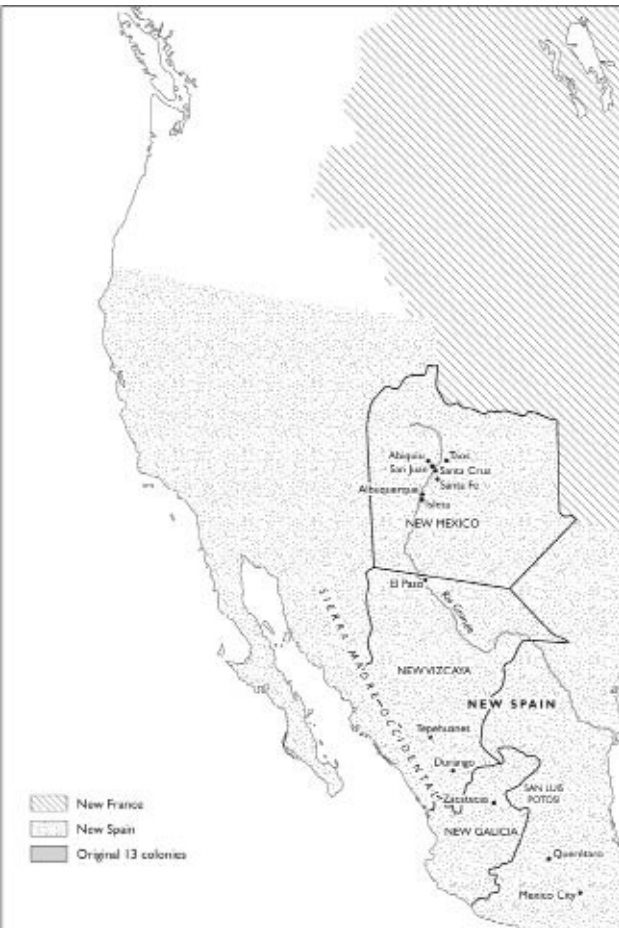 Abiquiu
Taos
San Juan
Santa Cruz
Santa Fe
Albuquerque
Isleta
NEW MEXICO
El Paso
Rio Grande
SIERRA MADRE OCCIDENTAL
NEW VIZCAYA
NEW SPAIN
Tepehuanes
Durango
Zacatecas
SAN LUIS
POTOSI
NEW GALICIA
Querétaro
Mexico City
New France
New Spain
Original 13 colonies